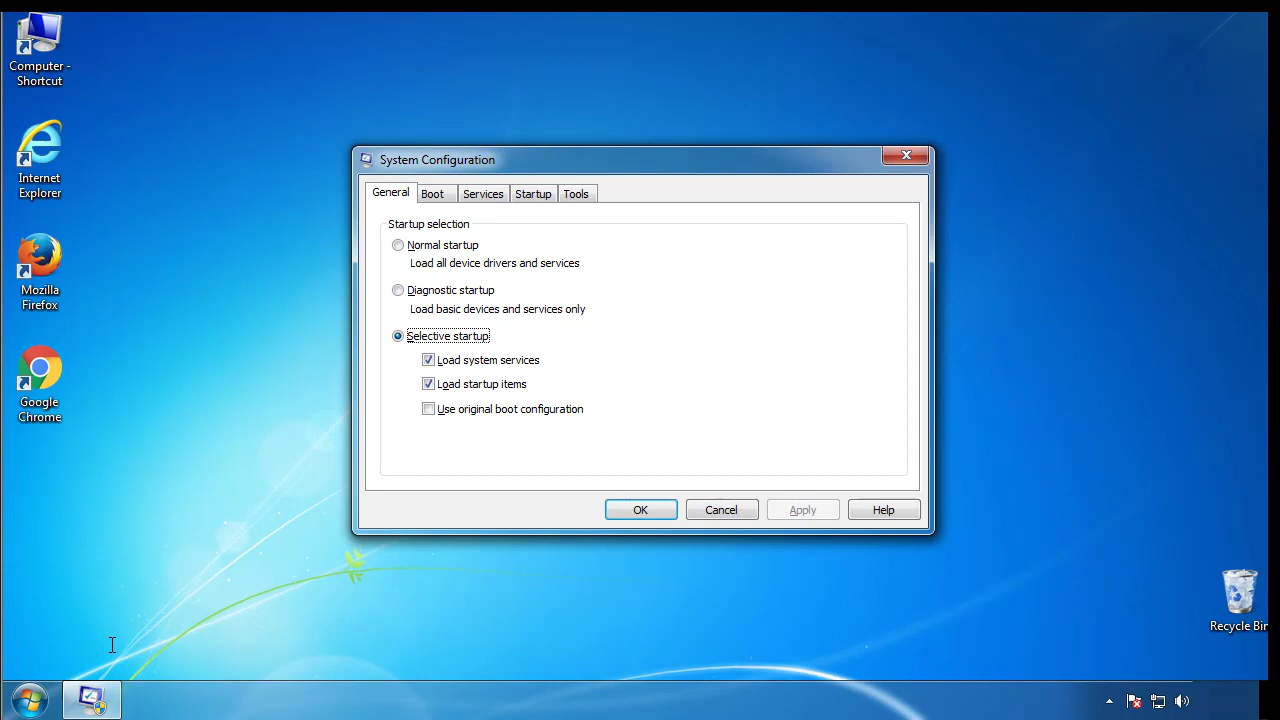 Computer -
Shortcut
Internet
Explorer
Mozilla
Firefox
Google
Chrome
System Configuration
General
Boot
Services
Startup
Tools
Startup selection
Normal startup
Load all device drivers and services
Diagnostic startup
Load basic devices and services only
Selective startup
Load system services
Load startup items
Use original boot configuration
OK
Cancel
Apply
Help
Recycle Bin